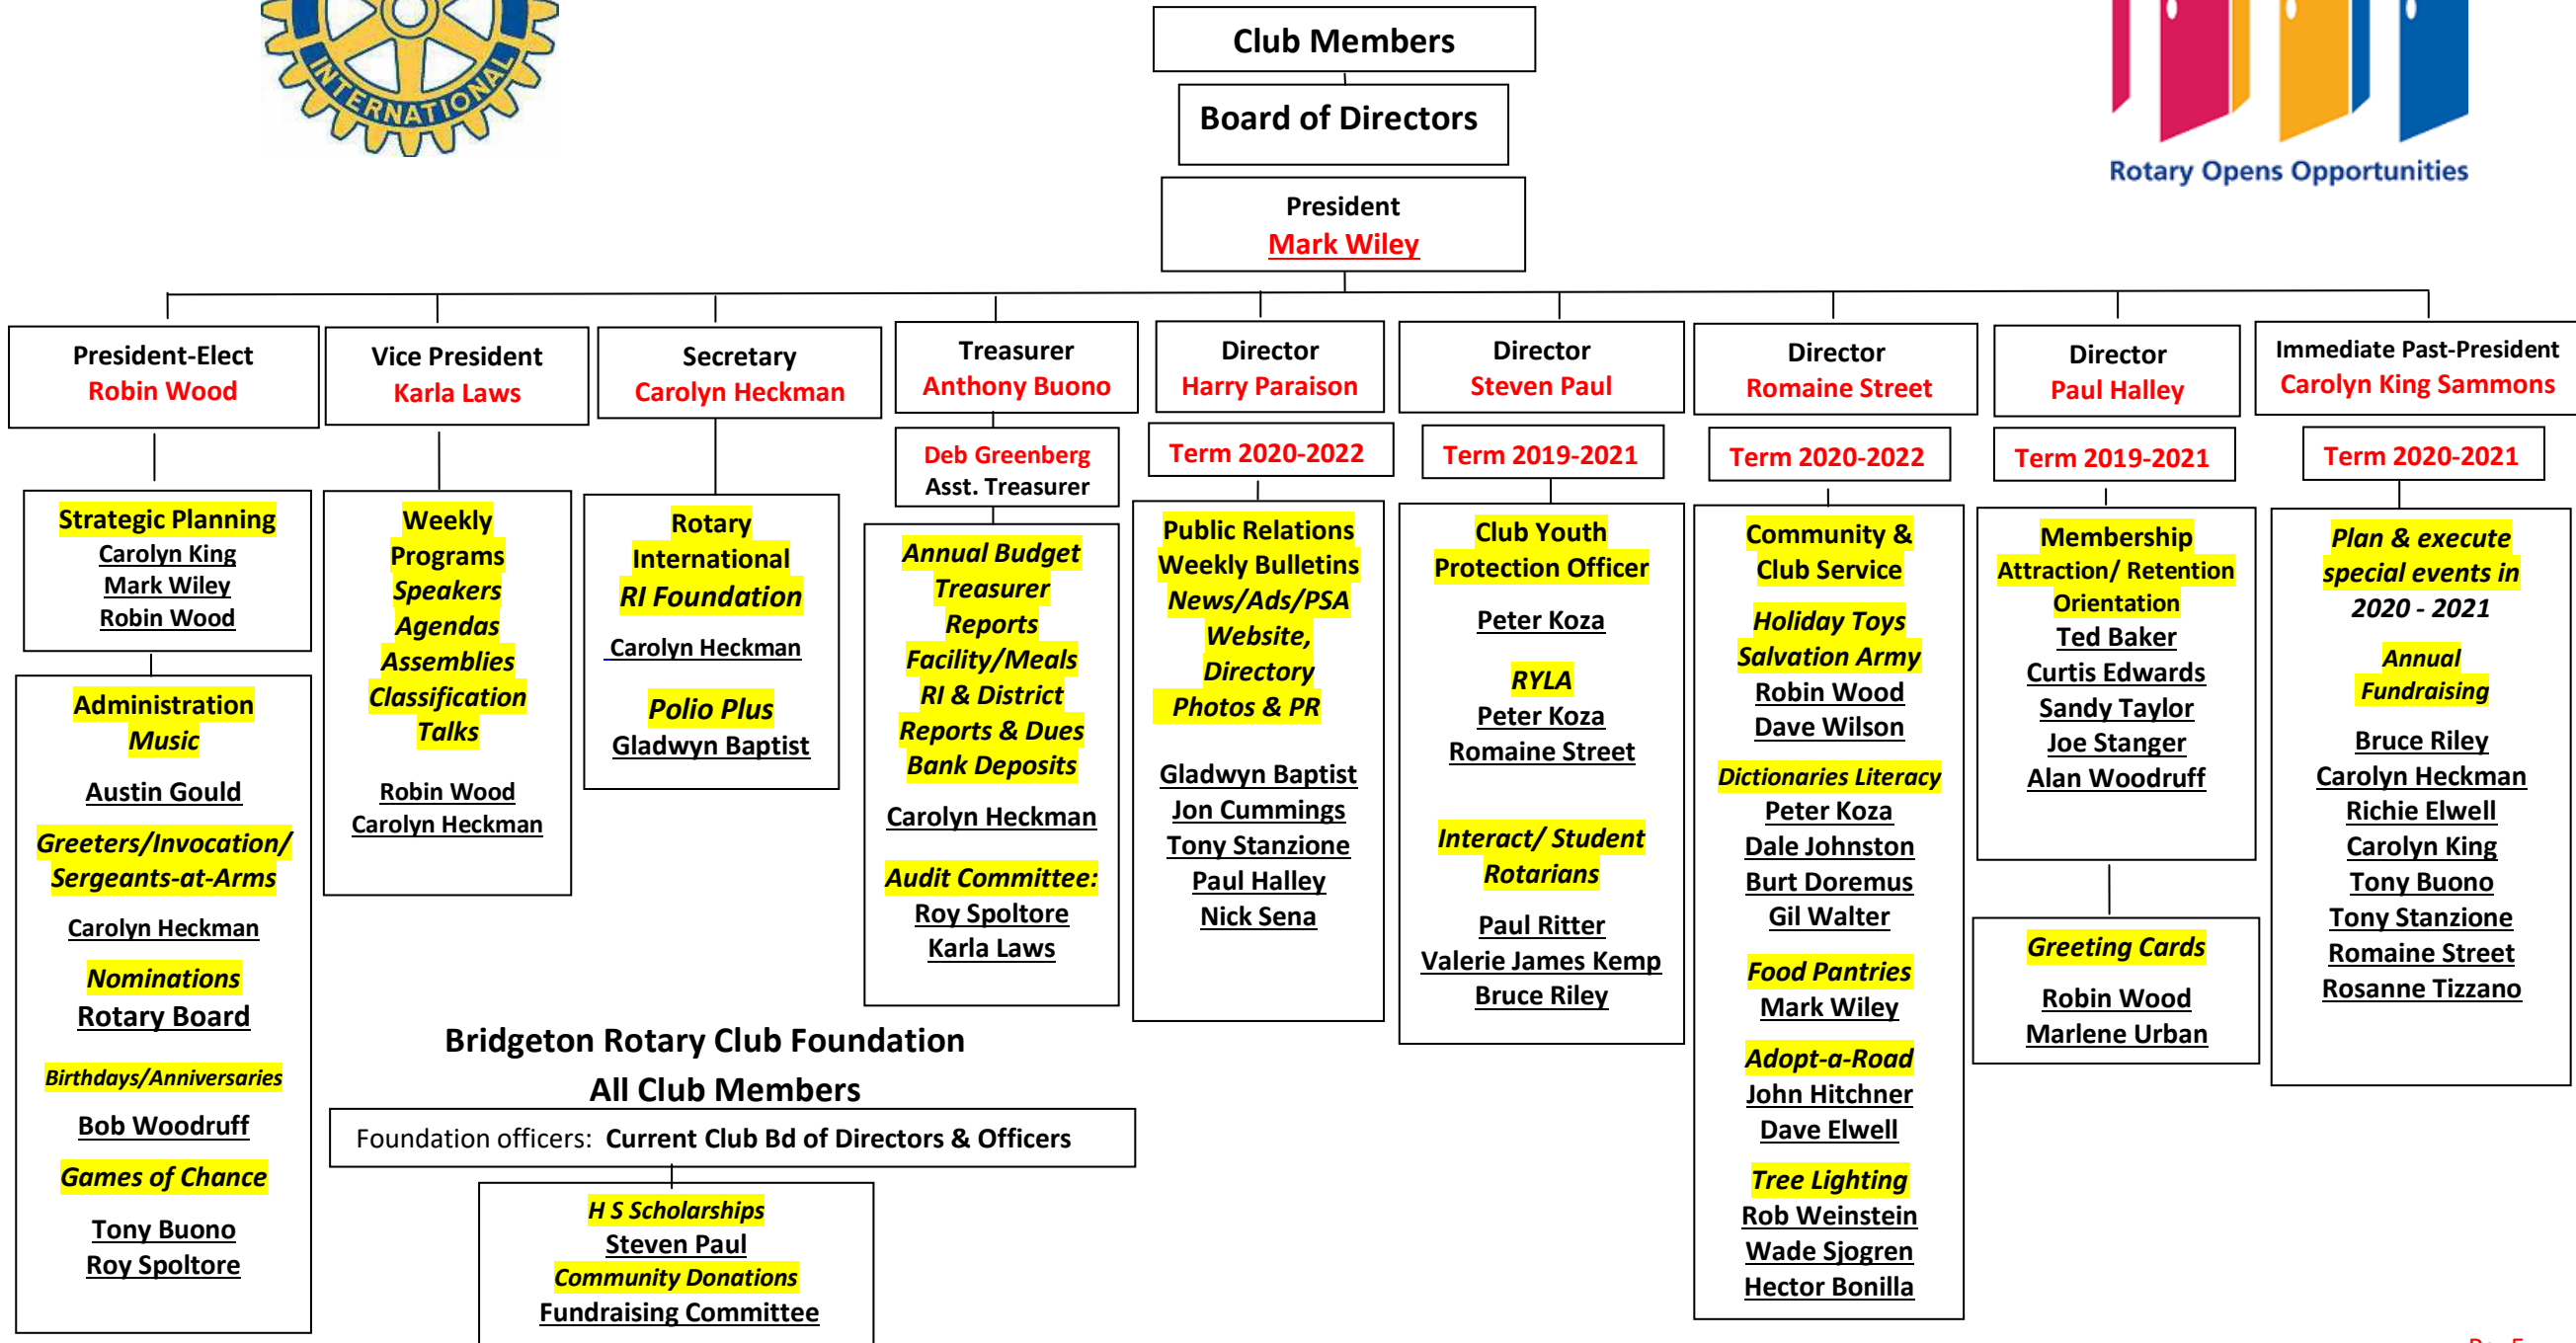 INTERNATIONAL
Rotary Opens Opportunities
Club Members
Board of Directors
President
Mark Wiley
President-Elect
Robin Wood
Strategic Planning
Carolyn King
Mark Wiley
Robin Wood
Administration
Music
Austin Gould
Greeters/Invocation/
Sergeants-at-Arms
Carolyn Heckman
Nominations
Rotary Board
Birthdays/Anniversaries
Bob Woodruff
Games of Chance
Tony Buono
Roy Spoltore
Vice President
Karla Laws
Weekly
Programs
Speakers
Agendas
Assemblies
Classification
Talks
Robin Wood
Carolyn Heckman
Secretary
Carolyn Heckman
Rotary
International
RI Foundation
Carolyn Heckman
Polio Plus
Gladwyn Baptist
Treasurer
Anthony Buono
Deb Greenberg
Asst. Treasurer
Annual Budget
Treasurer
Reports
Facility/Meals
RI & District
Reports & Dues
Bank Deposits
Carolyn Heckman
Audit Committee:
Roy Spoltore
Karla Laws
Director
Harry Paraison
Term 2020-2022
Public Relations
Weekly Bulletins
News/Ads/PSA
Website,
Directory
Photos & PR
Gladwyn Baptist
Jon Cummings
Tony Stanzione
Paul Halley
Nick Sena
Director
Steven Paul
Term 2019-2021
Club Youth
Protection Officer
Peter Koza
RYLA
Peter Koza
Romaine Street
Interact/ Student
Rotarians
Paul Ritter
Valerie James Kemp
Bruce Riley
Director
Romaine Street
Term 2020-2022
Community &
Club Service
Holiday Toys
Salvation Army
Robin Wood
Dave Wilson
Dictionaries Literacy
Peter Koza
Dale Johnston
Burt Doremus
Gil Walter
Food Pantries
Mark Wiley
Adopt-a-Road
John Hitchner
Dave Elwell
Tree Lighting
Rob Weinstein
Wade Sjogren
Hector Bonilla
Director
Paul Halley
Term 2019-2021
Membership
Attraction/ Retention
Orientation
Ted Baker
Curtis Edwards
Sandy Taylor
Joe Stanger
Alan Woodruff
Greeting Cards
Robin Wood
Marlene Urban
Immediate Past-President
Carolyn King Sammons
Term 2020-2021
Plan & execute
special events in
2020 - 2021
Annual
Fundraising
Bruce Riley
Carolyn Heckman
Richie Elwell
Carolyn King
Tony Buono
Tony Stanzione
Romaine Street
Rosanne Tizzano
Bridgeton Rotary Club Foundation
All Club Members
Foundation officers: Current Club Bd of Directors & Officers
H S Scholarships
Steven Paul
Community Donations
Fundraising Committee